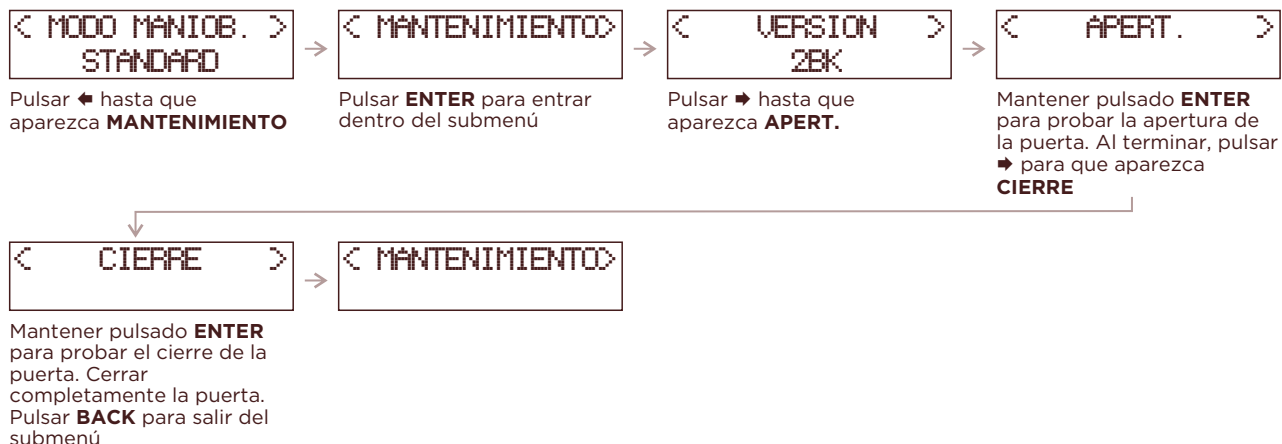 < MODO MANIOB. >
STANDARD
Pulsar ⬅ hasta que
aparezca MANTENIMIENTO
< MANTENIMIENTO>
Pulsar ENTER para entrar
dentro del submenú
< VERSION >
2BK
Pulsar ➡ hasta que
aparezca APERT.
< APERT. >
Mantener pulsado ENTER
para probar la apertura de
la puerta. Al terminar, pulsar
➡ para que aparezca
CIERRE
< CIERRE >
Mantener pulsado ENTER
para probar el cierre de la
puerta. Cerrar
completamente la puerta.
Pulsar BACK para salir del
submenú
< MANTENIMIENTO>